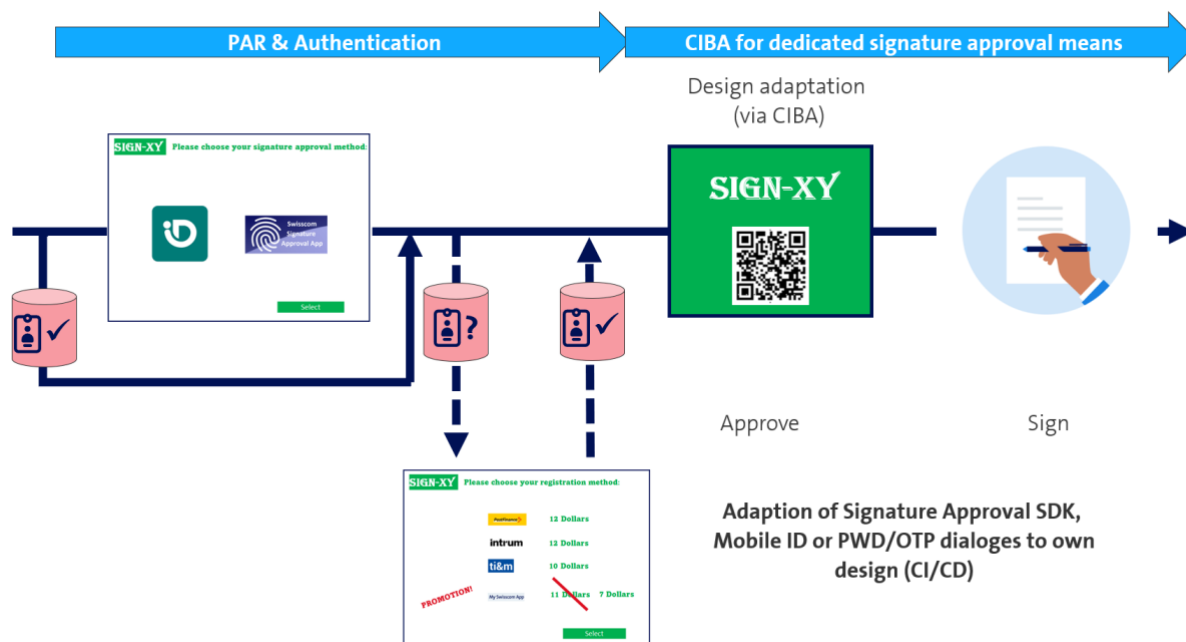 PAR & Authentication
CIBA for dedicated signature approval means
Design adaptation
(via CIBA)
SIGN-XY Please choose your signature approval method:
iD
Swisscom
Signature
Approval App
Select
SIGN-XY
?
Approve
Sign
SIGN-XY Please choose your registration method:
PostFinance 12 Dollars
intrum 12 Dollars
ti&m 10 Dollars
PROMOTION! My Swisscom App 11 Dollars 7 Dollars
Select
Adaption of Signature Approval SDK,
Mobile ID or PWD/OTP dialoges to own
design (CI/CD)